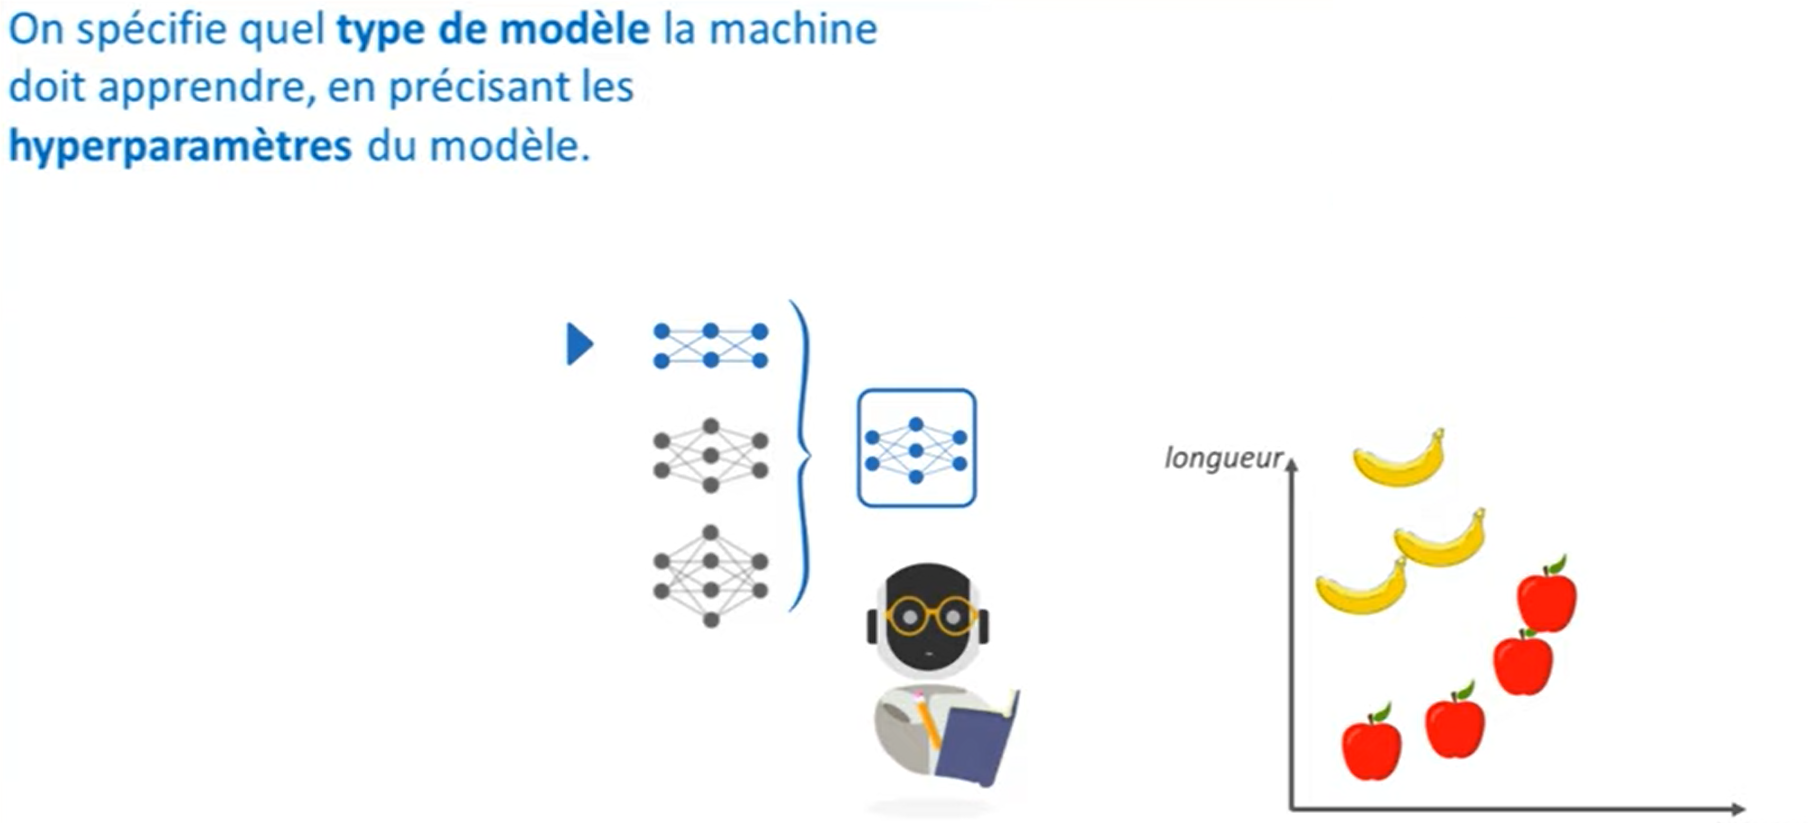 On spécifie quel type de modèle la machine
doit apprendre, en précisant les
hyperparamètres du modèle.
longueur